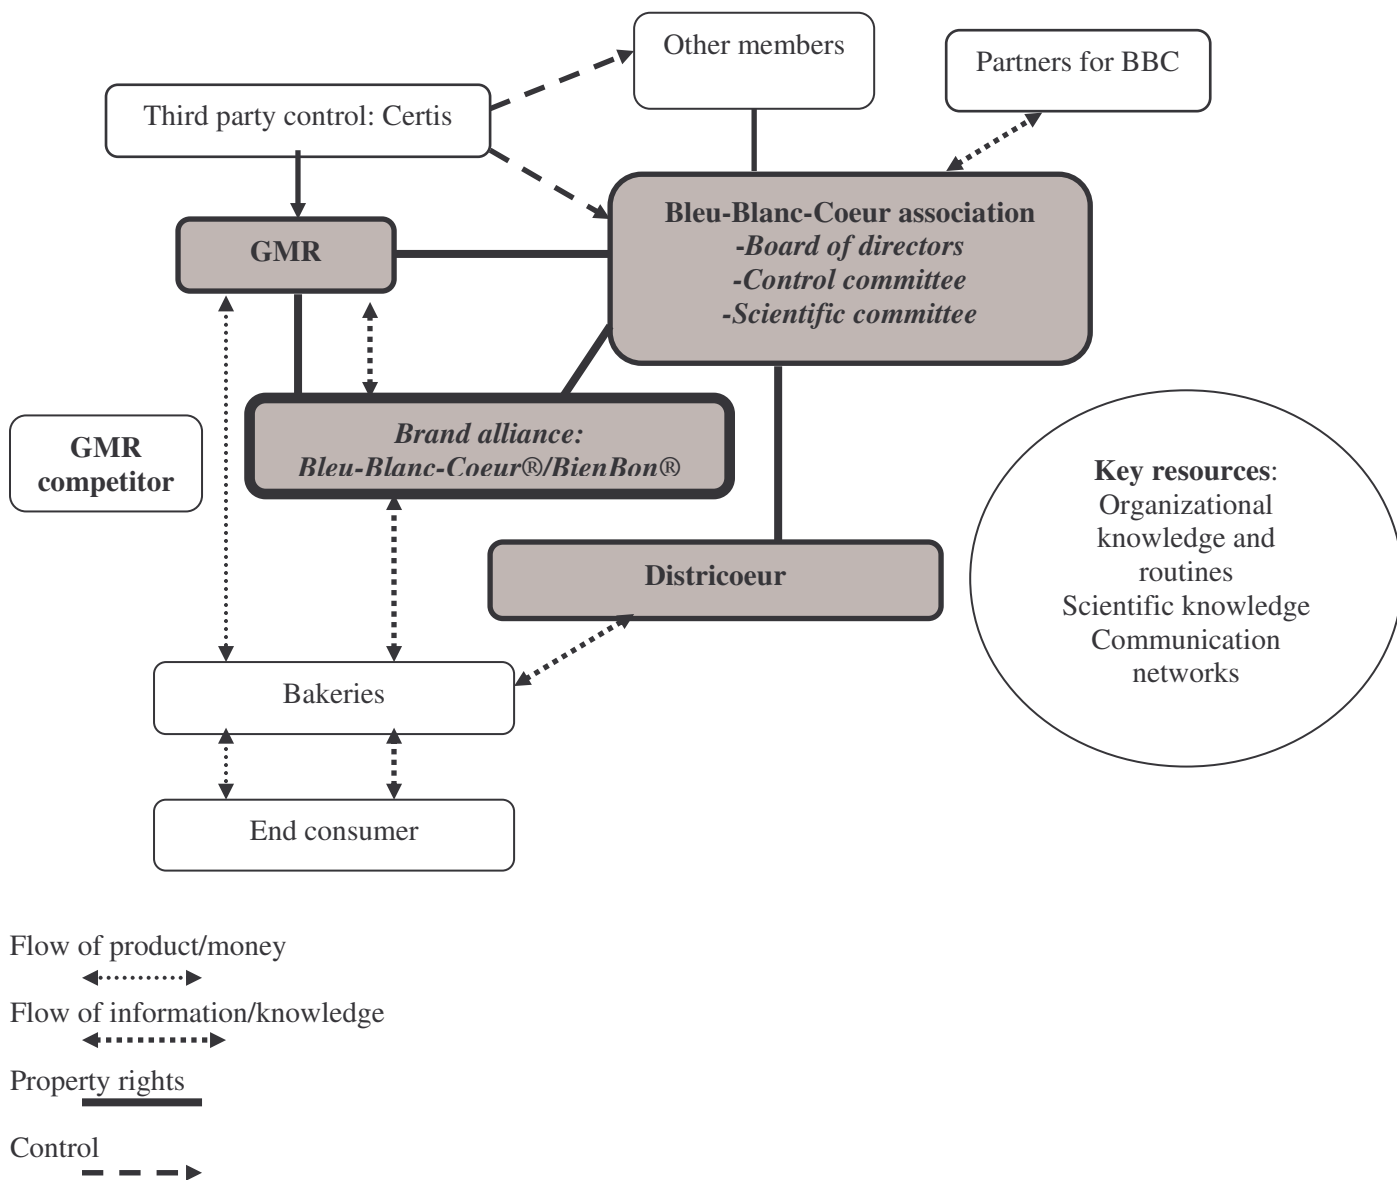 Other members
Partners for BBC
Third party control: Certis
Bleu-Blanc-Coeur association
-Board of directors
-Control committee
-Scientific committee
GMR
GMR
competitor
Brand alliance:
Bleu-Blanc-Coeur®/BienBon®
Key resources:
Organizational
knowledge and
routines
Scientific knowledge
Communication
networks
Districoeur
Bakeries
End consumer
Flow of product/money
Flow of information/knowledge
Property rights
Control